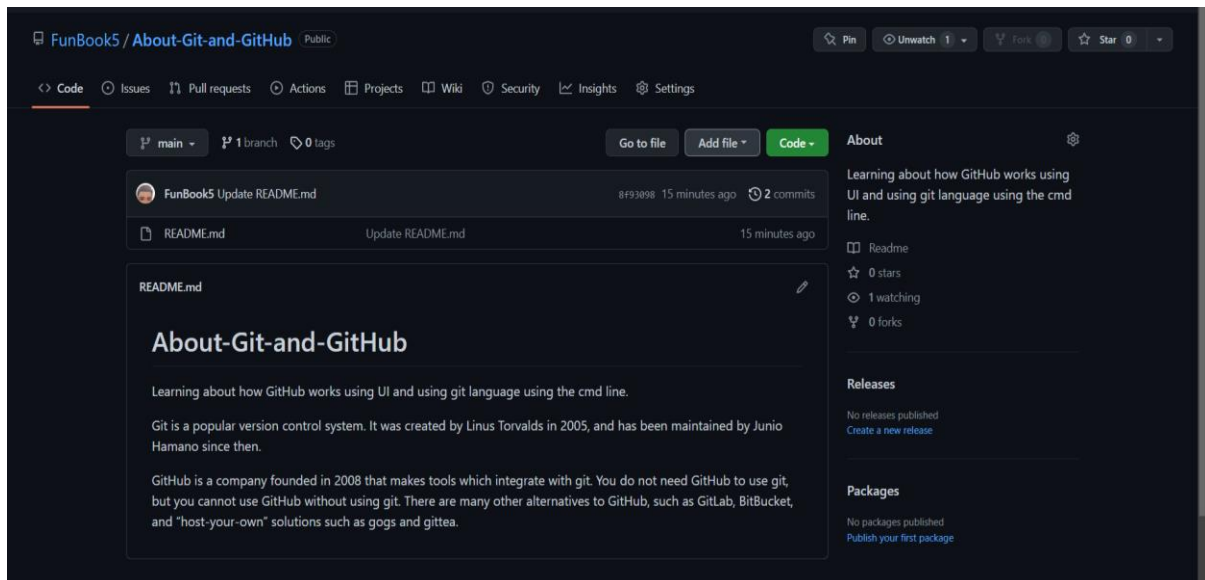 FunBook5 / About-Git-and-GitHub Public
Pin
Unwatch 1
Fork 0
Star 0
<> Code
Issues
Pull requests
Actions
Projects
Wiki
Security
Insights
Settings
main
1 branch
0 tags
Go to file
Add file
Code
FunBook5 Update README.md
8f93098 15 minutes ago
2 commits
README.md
Update README.md
15 minutes ago
README.md
About-Git-and-GitHub
Learning about how GitHub works using UI and using git language using the cmd line.
Git is a popular version control system. It was created by Linus Torvalds in 2005, and has been maintained by Junio
Hamano since then.
GitHub is a company founded in 2008 that makes tools which integrate with git. You do not need GitHub to use git,
but you cannot use GitHub without using git. There are many other alternatives to GitHub, such as GitLab, BitBucket,
and "host-your-own" solutions such as gogs and gittea.
About
Learning about how GitHub works using
UI and using git language using the cmd
line.
Readme
0 stars
1 watching
0 forks
Releases
No releases published
Create a new release
Packages
No packages published
Publish your first package